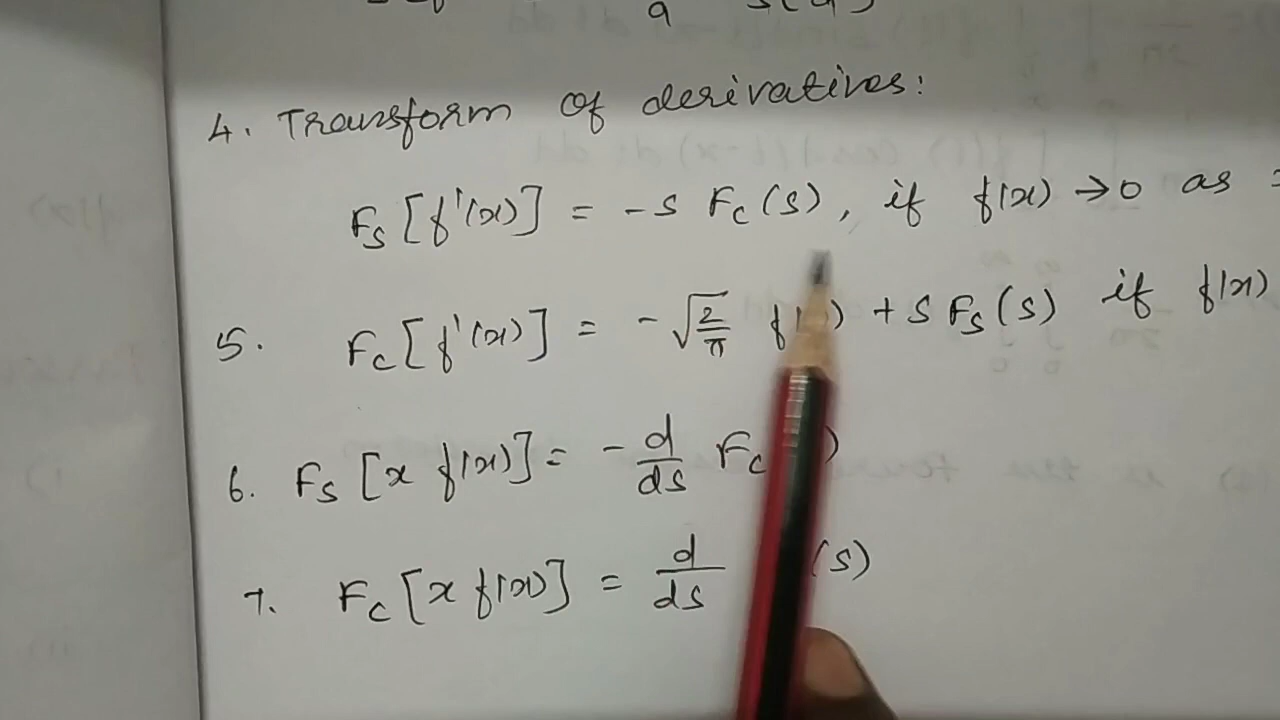 4. Transform of derivatives:
Fs [f'(x)] = -s Fc (s), if f(x) → 0 as
5. Fc [f'(x)] = -√(2/π) f( ) + s Fs (s) if f(x)
6. Fs [x f(x)] = - d/ds Fc )
7. Fc [x f(x)] = d/ds (s)